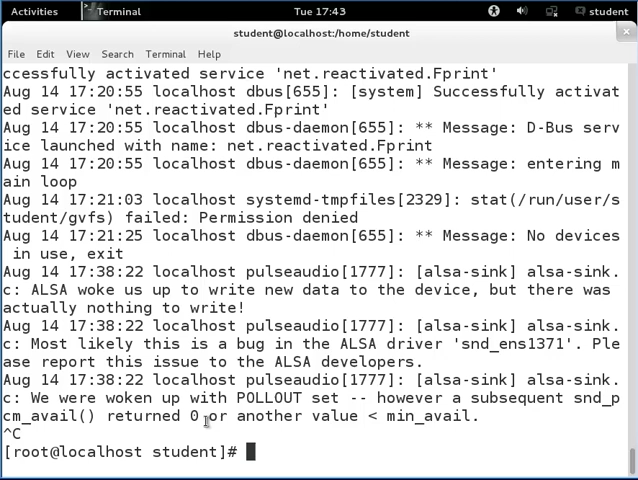 Activities
Terminal
Tue 17:43
student
student@localhost:/home/student
File Edit View Search Terminal Help
ccessfully activated service 'net.reactivated.Fprint'
Aug 14 17:20:55 localhost dbus[655]: [system] Successfully activat
ed service 'net.reactivated.Fprint'
Aug 14 17:20:55 localhost dbus-daemon[655]: ** Message: D-Bus serv
ice launched with name: net.reactivated.Fprint
Aug 14 17:20:55 localhost dbus-daemon[655]: ** Message: entering m
ain loop
Aug 14 17:21:03 localhost systemd-tmpfiles[2329]: stat(/run/user/s
tudent/gvfs) failed: Permission denied
Aug 14 17:21:25 localhost dbus-daemon[655]: ** Message: No devices
 in use, exit
Aug 14 17:38:22 localhost pulseaudio[1777]: [alsa-sink] alsa-sink.
c: ALSA woke us up to write new data to the device, but there was
actually nothing to write!
Aug 14 17:38:22 localhost pulseaudio[1777]: [alsa-sink] alsa-sink.
c: Most likely this is a bug in the ALSA driver 'snd_ens1371'. Ple
ase report this issue to the ALSA developers.
Aug 14 17:38:22 localhost pulseaudio[1777]: [alsa-sink] alsa-sink.
c: We were woken up with POLLOUT set -- however a subsequent snd_p
cm_avail() returned 0 or another value < min_avail.
^C
[root@localhost student]#